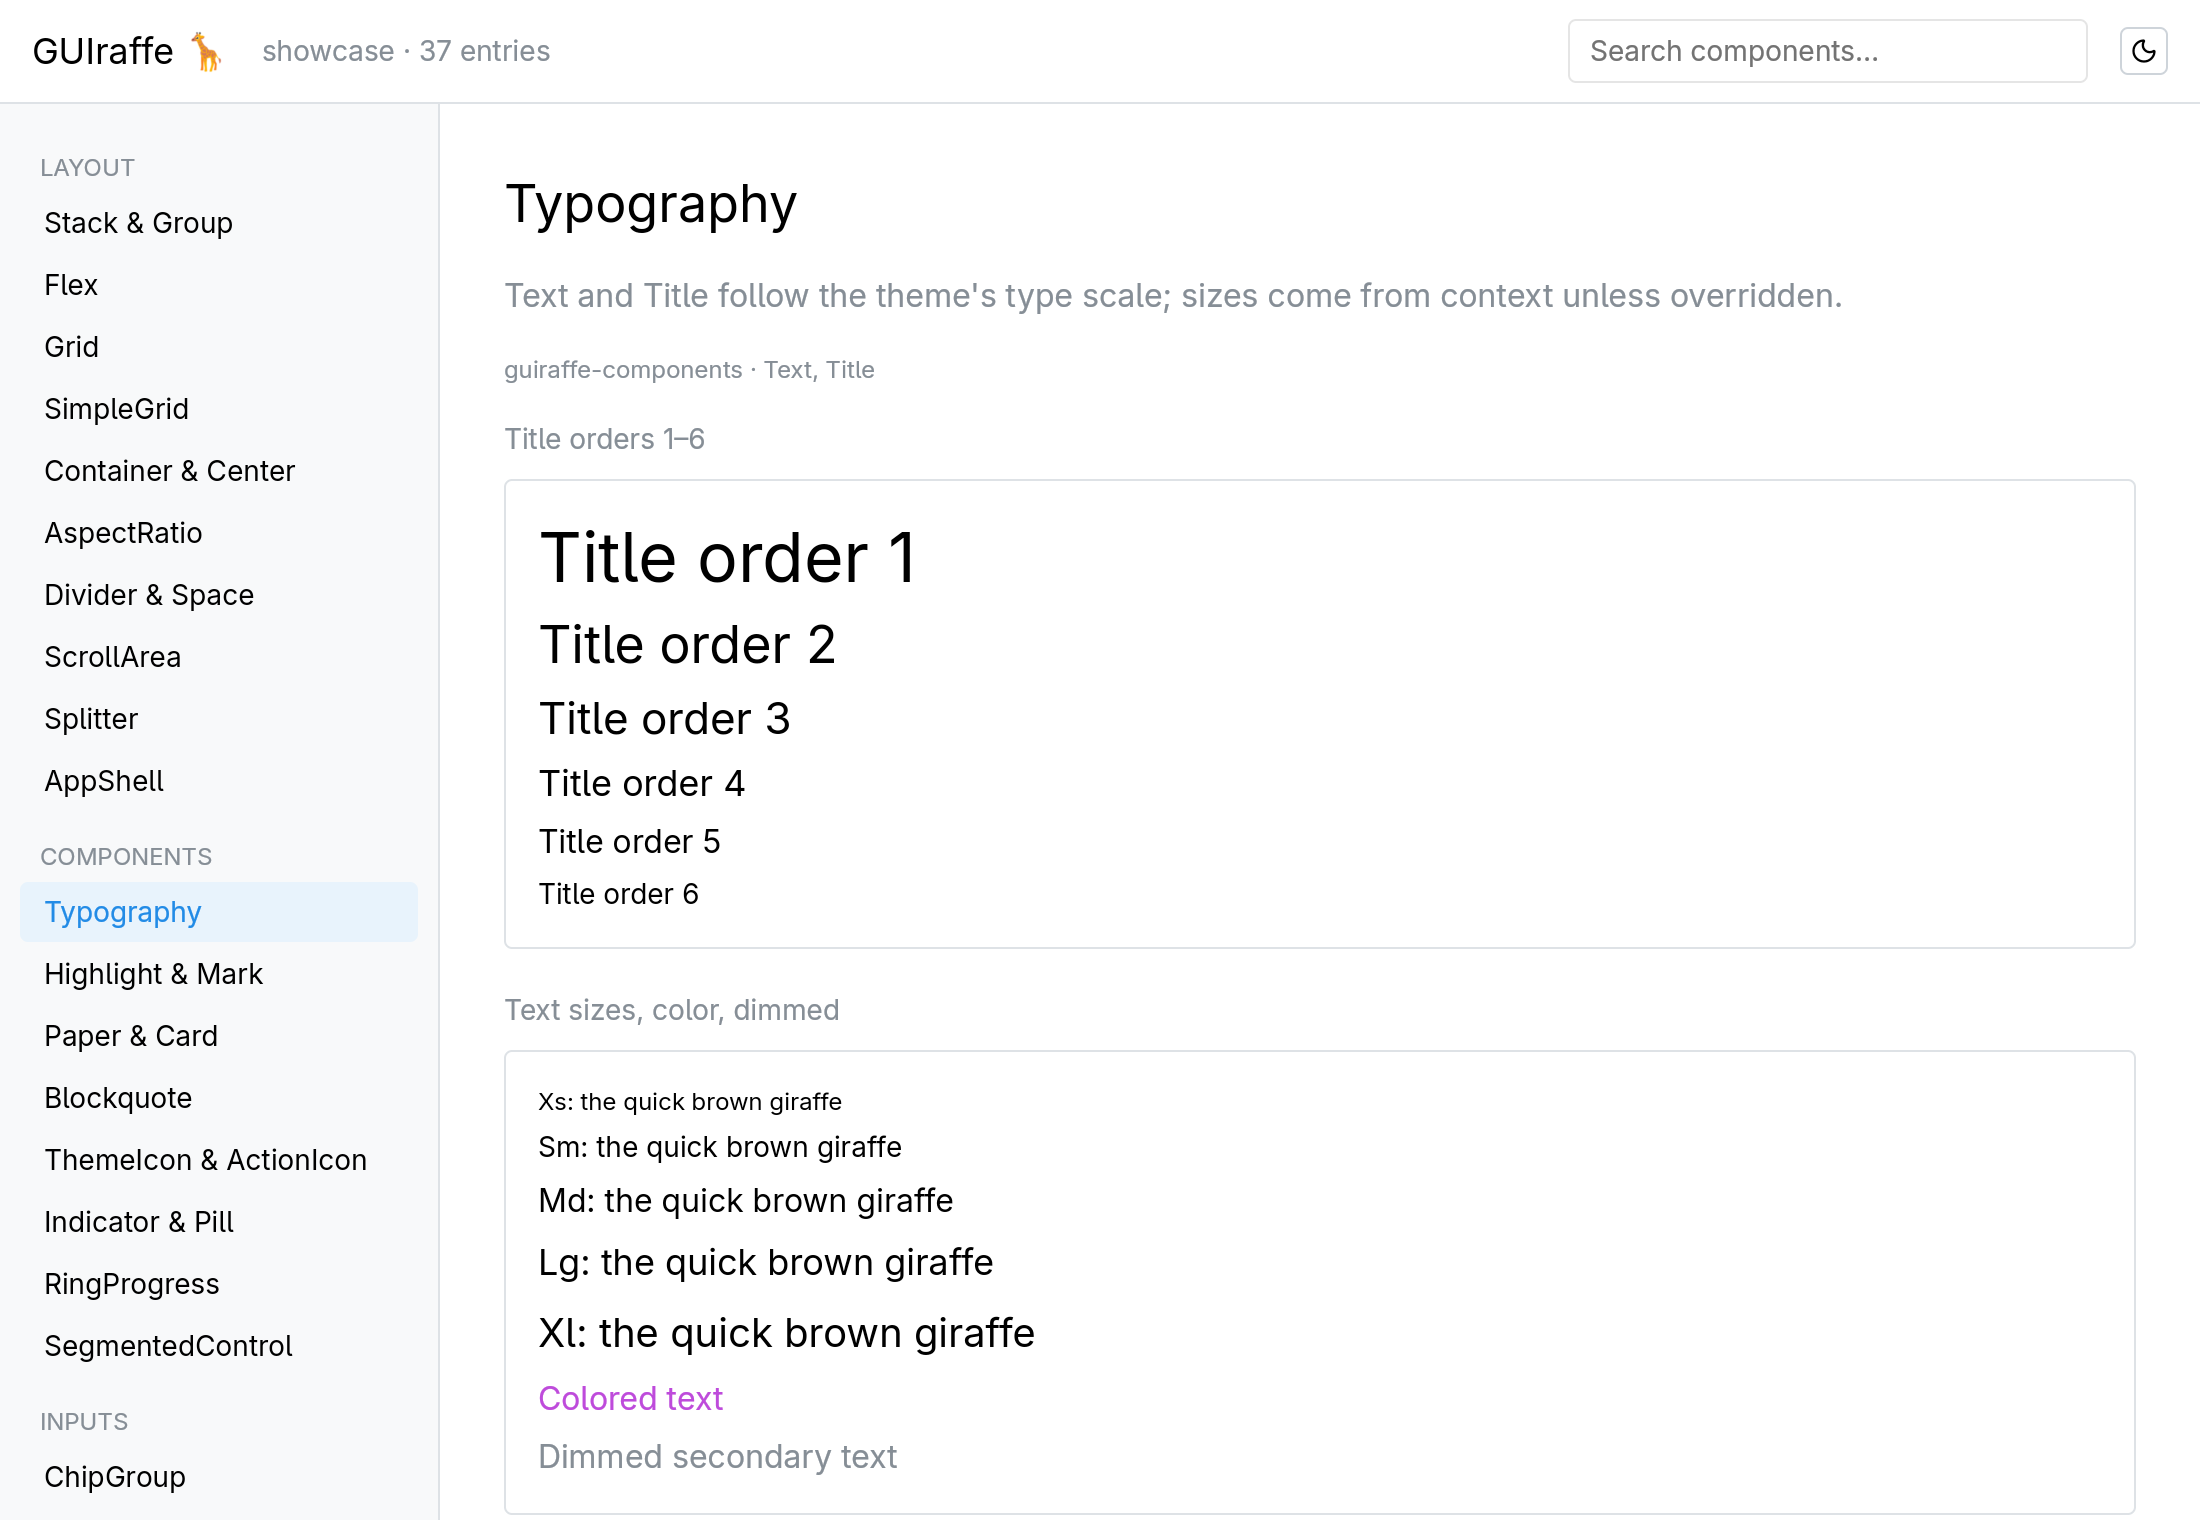 GUIraffe 🦒 showcase · 37 entries
Search components...
LAYOUT
Stack & Group
Flex
Grid
SimpleGrid
Container & Center
AspectRatio
Divider & Space
ScrollArea
Splitter
AppShell
COMPONENTS
Typography
Highlight & Mark
Paper & Card
Blockquote
ThemeIcon & ActionIcon
Indicator & Pill
RingProgress
SegmentedControl
INPUTS
ChipGroup
Typography
Text and Title follow the theme's type scale; sizes come from context unless overridden.
guiraffe-components · Text, Title
Title orders 1–6
Title order 1
Title order 2
Title order 3
Title order 4
Title order 5
Title order 6
Text sizes, color, dimmed
Xs: the quick brown giraffe
Sm: the quick brown giraffe
Md: the quick brown giraffe
Lg: the quick brown giraffe
Xl: the quick brown giraffe
Colored text
Dimmed secondary text